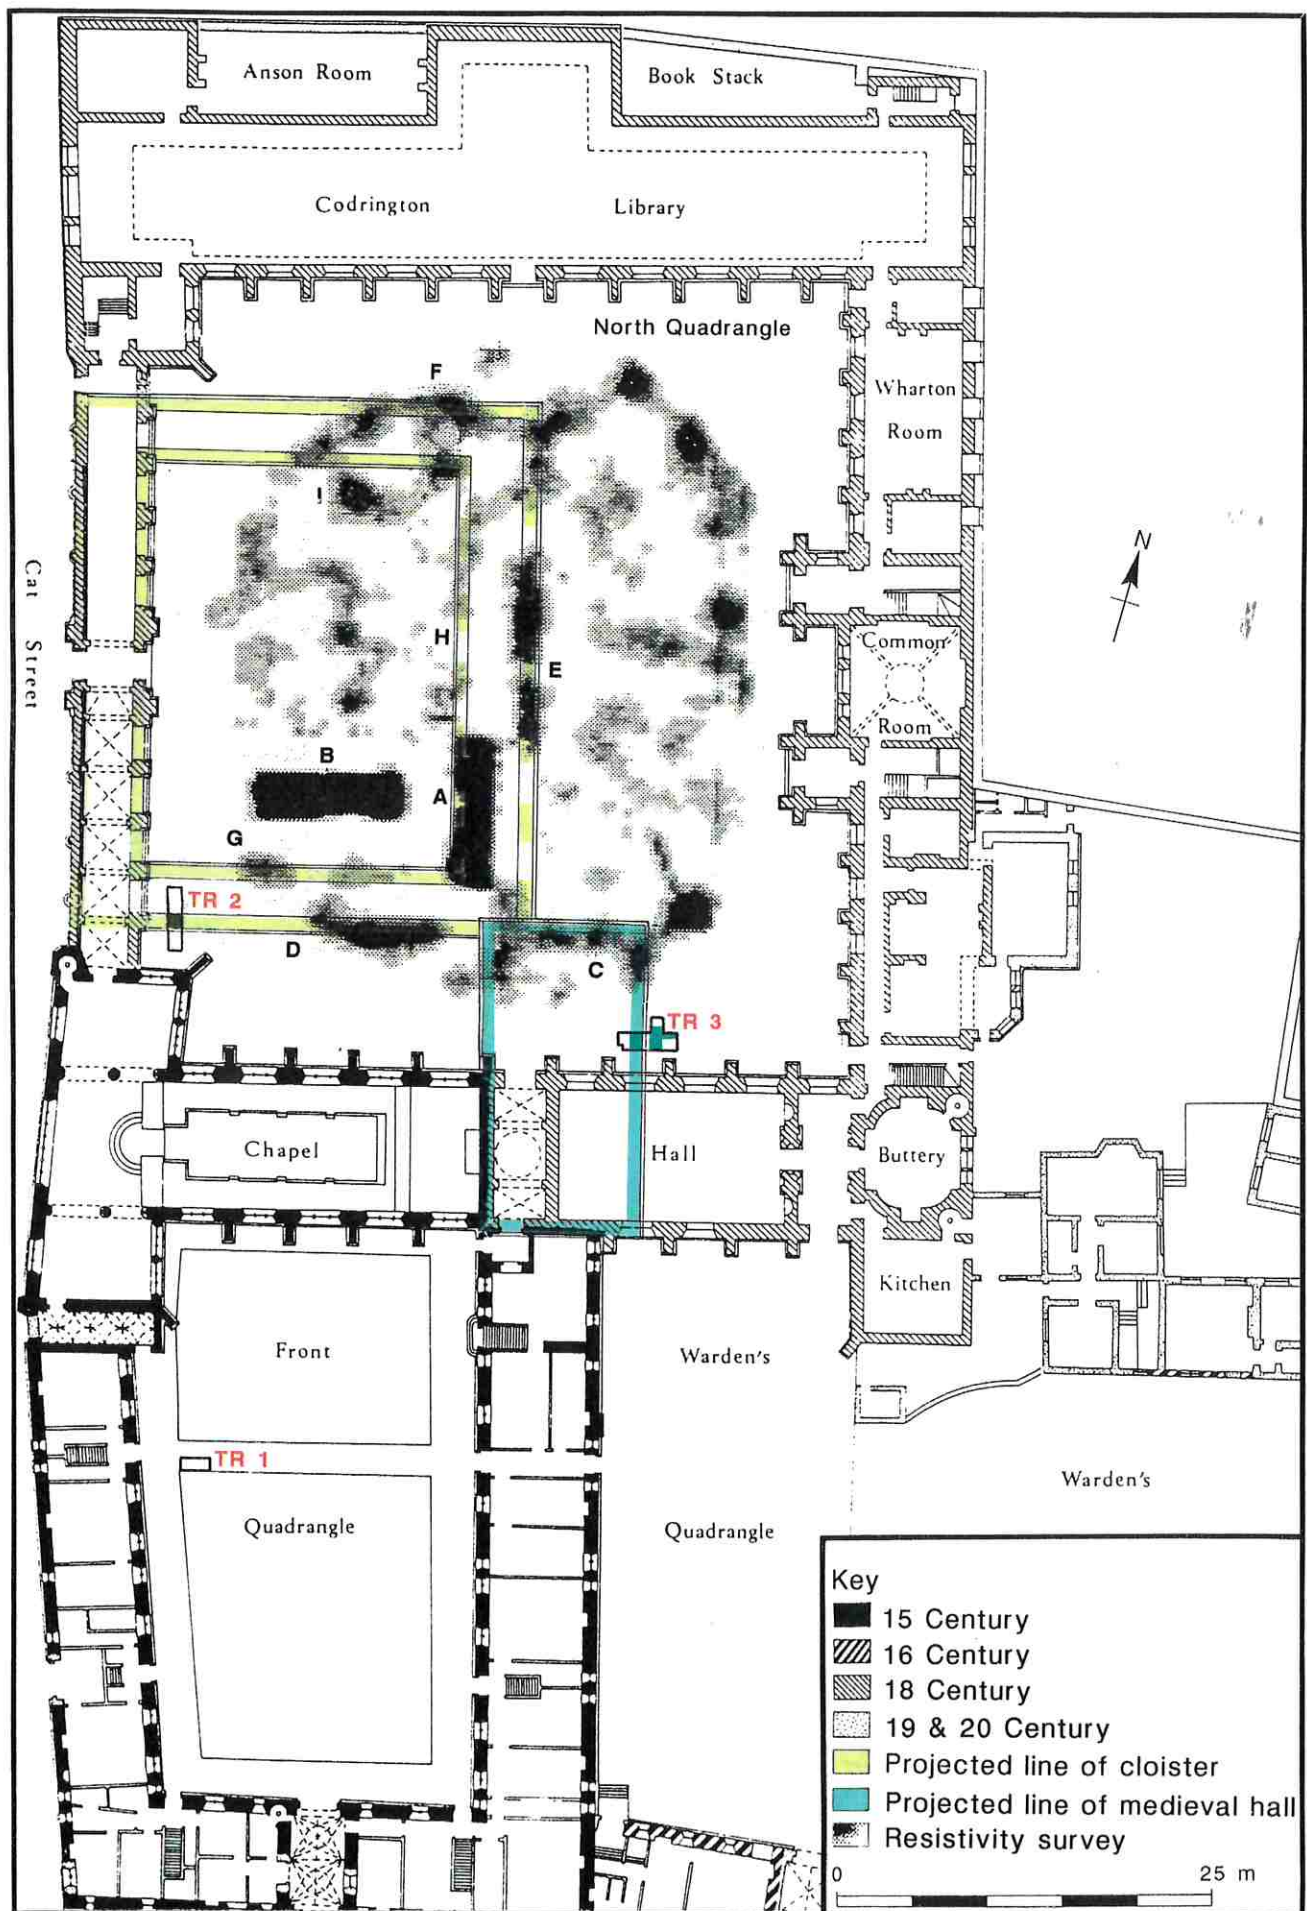 Anson Room
Book Stack
Codrington Library
North Quadrangle
F
Wharton
Room
I
N
Cat Street
H
E
Common
Room
B
A
G
TR 2
D
C
TR 3
Chapel
Hall
Buttery
Kitchen
Front
Warden's
TR 1
Warden's
Quadrangle
Quadrangle
Key
15 Century
16 Century
18 Century
19 & 20 Century
Projected line of cloister
Projected line of medieval hall
Resistivity survey
0 25 m